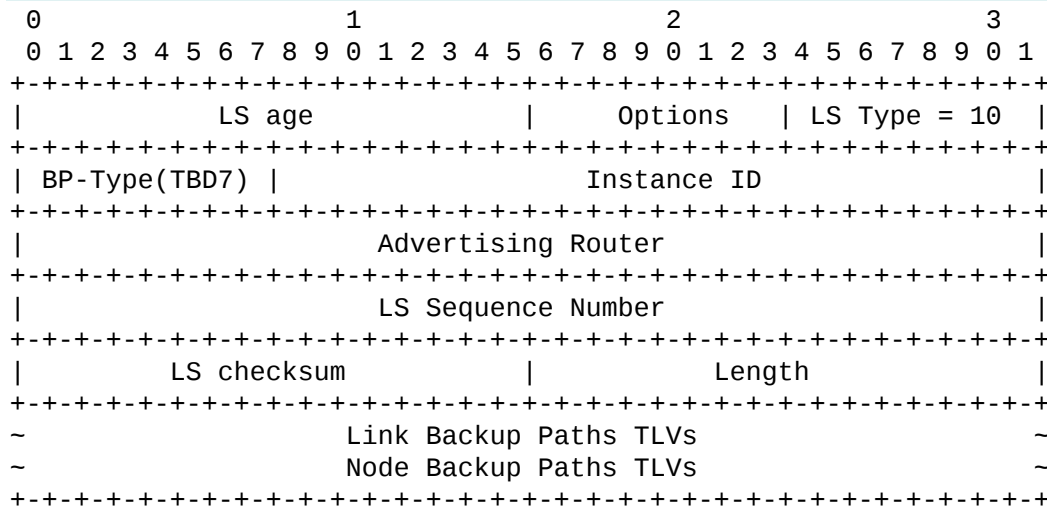 0                   1                   2                   3
 0 1 2 3 4 5 6 7 8 9 0 1 2 3 4 5 6 7 8 9 0 1 2 3 4 5 6 7 8 9 0 1
+-+-+-+-+-+-+-+-+-+-+-+-+-+-+-+-+-+-+-+-+-+-+-+-+-+-+-+-+-+-+-+-+
|            LS age             |     Options   | LS Type = 10  |
+-+-+-+-+-+-+-+-+-+-+-+-+-+-+-+-+-+-+-+-+-+-+-+-+-+-+-+-+-+-+-+-+
| BP-Type(TBD7) |                   Instance ID                 |
+-+-+-+-+-+-+-+-+-+-+-+-+-+-+-+-+-+-+-+-+-+-+-+-+-+-+-+-+-+-+-+-+
|                      Advertising Router                       |
+-+-+-+-+-+-+-+-+-+-+-+-+-+-+-+-+-+-+-+-+-+-+-+-+-+-+-+-+-+-+-+-+
|                      LS Sequence Number                       |
+-+-+-+-+-+-+-+-+-+-+-+-+-+-+-+-+-+-+-+-+-+-+-+-+-+-+-+-+-+-+-+-+
|         LS checksum           |           Length              |
+-+-+-+-+-+-+-+-+-+-+-+-+-+-+-+-+-+-+-+-+-+-+-+-+-+-+-+-+-+-+-+-+
~                    Link Backup Paths TLVs                     ~
~                    Node Backup Paths TLVs                     ~
+-+-+-+-+-+-+-+-+-+-+-+-+-+-+-+-+-+-+-+-+-+-+-+-+-+-+-+-+-+-+-+-+